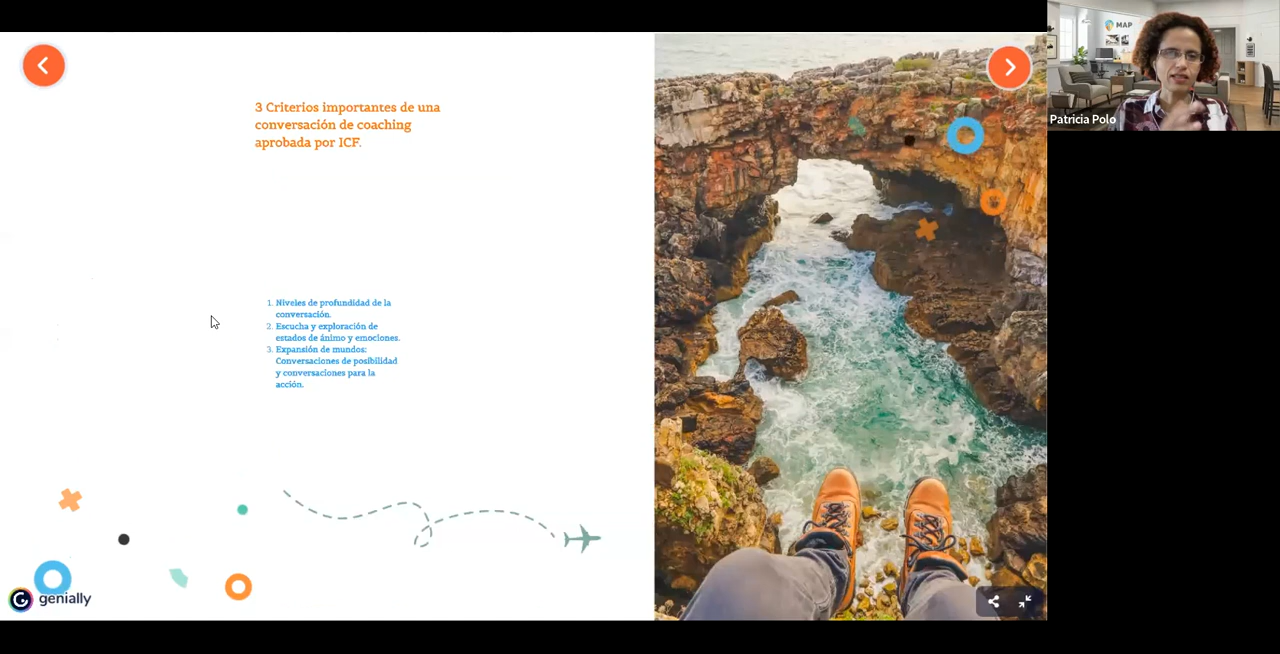 3 Criterios importantes de una
conversación de coaching
aprobada por ICF.
1. Niveles de profundidad de la
conversación.
2. Escucha y exploración de
estados de ánimo y emociones.
3. Expansión de mundos:
Conversaciones de posibilidad
y conversaciones para la
acción.
genially
MAP
Patricia Polo